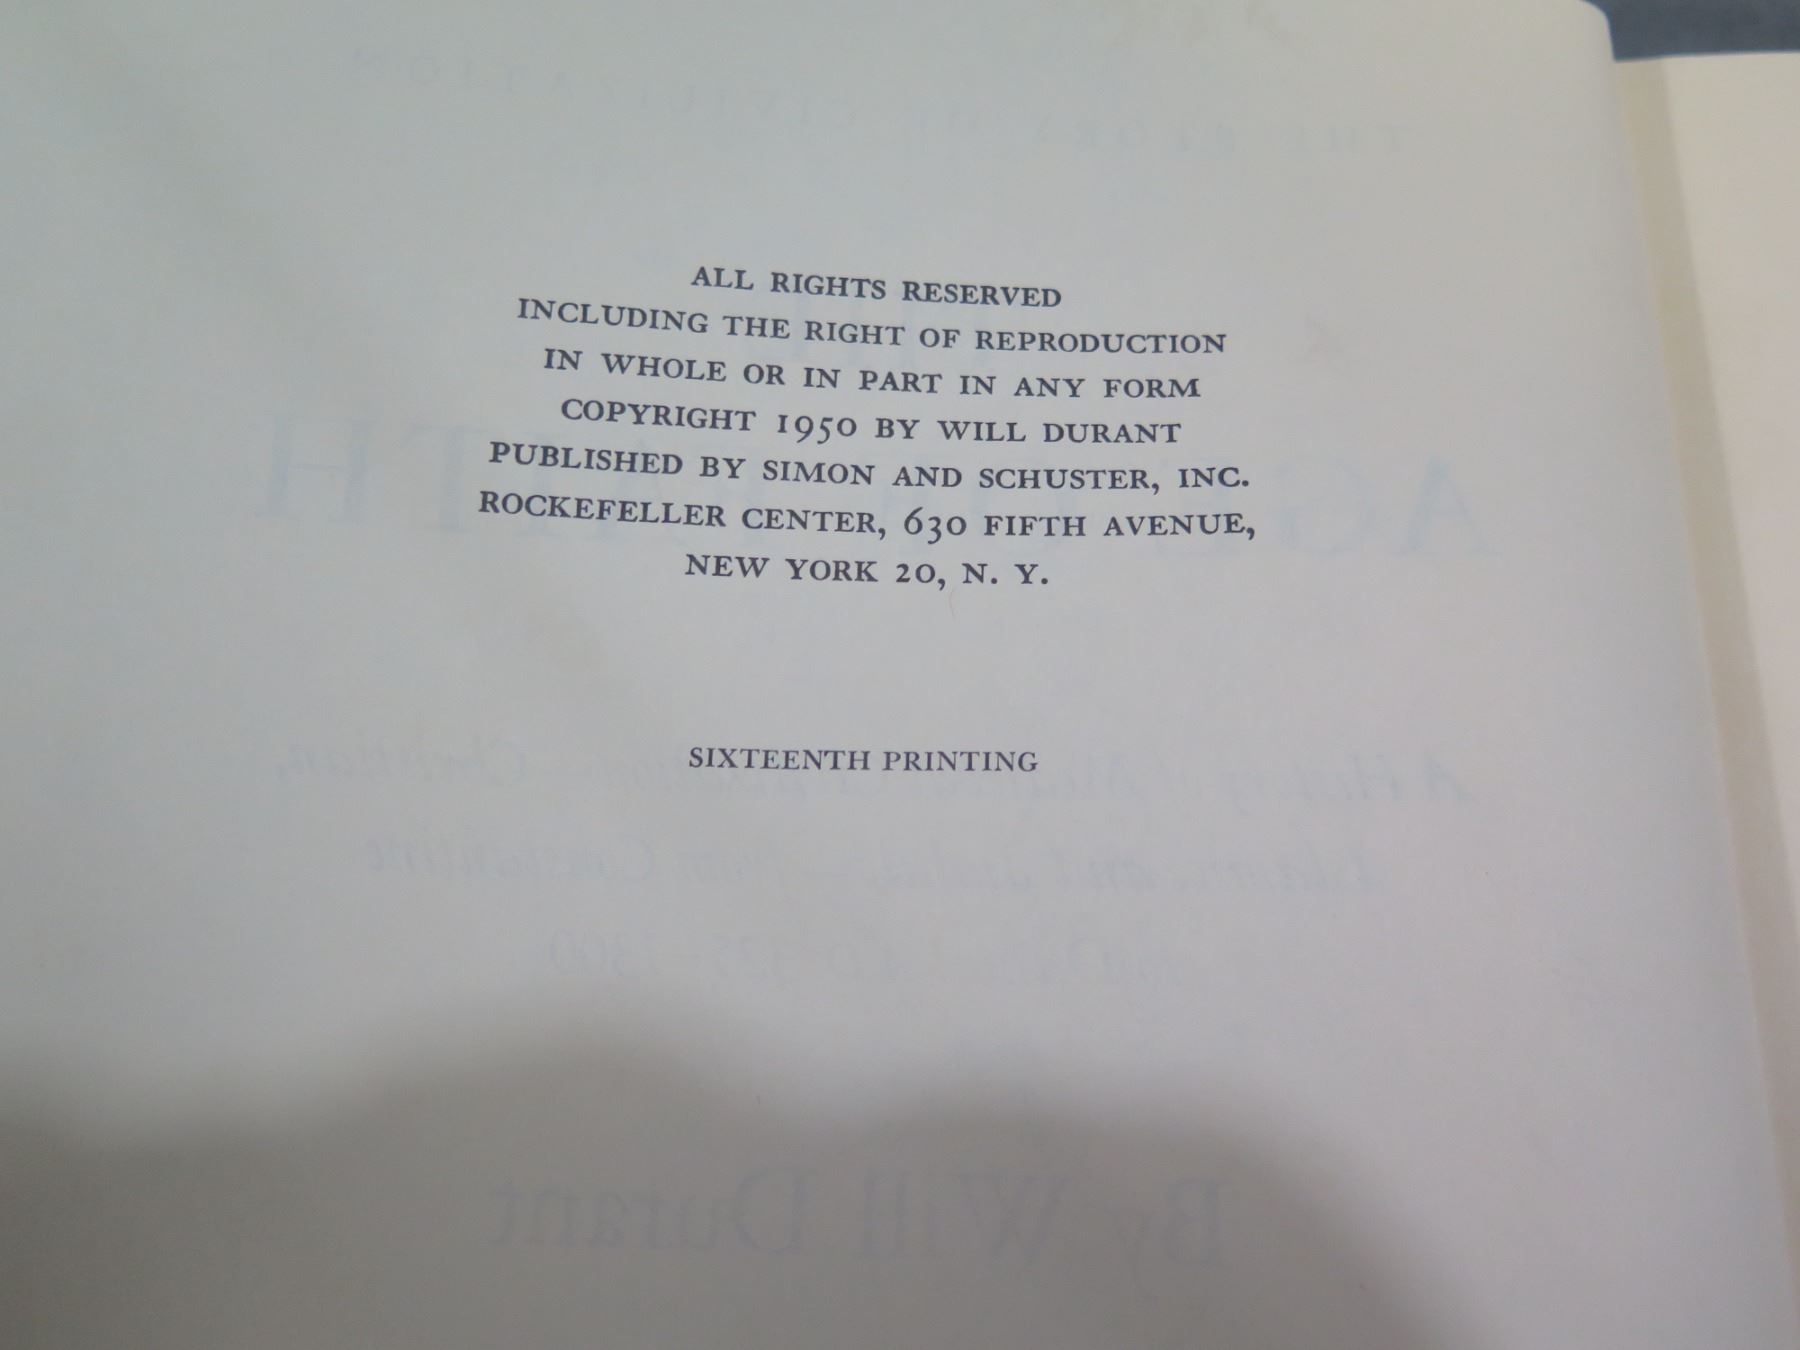 ALL RIGHTS RESERVED
INCLUDING THE RIGHT OF REPRODUCTION
IN WHOLE OR IN PART IN ANY FORM
COPYRIGHT 1950 BY WILL DURANT
PUBLISHED BY SIMON AND SCHUSTER, INC.
ROCKEFELLER CENTER, 630 FIFTH AVENUE,
NEW YORK 20, N. Y.
SIXTEENTH PRINTING